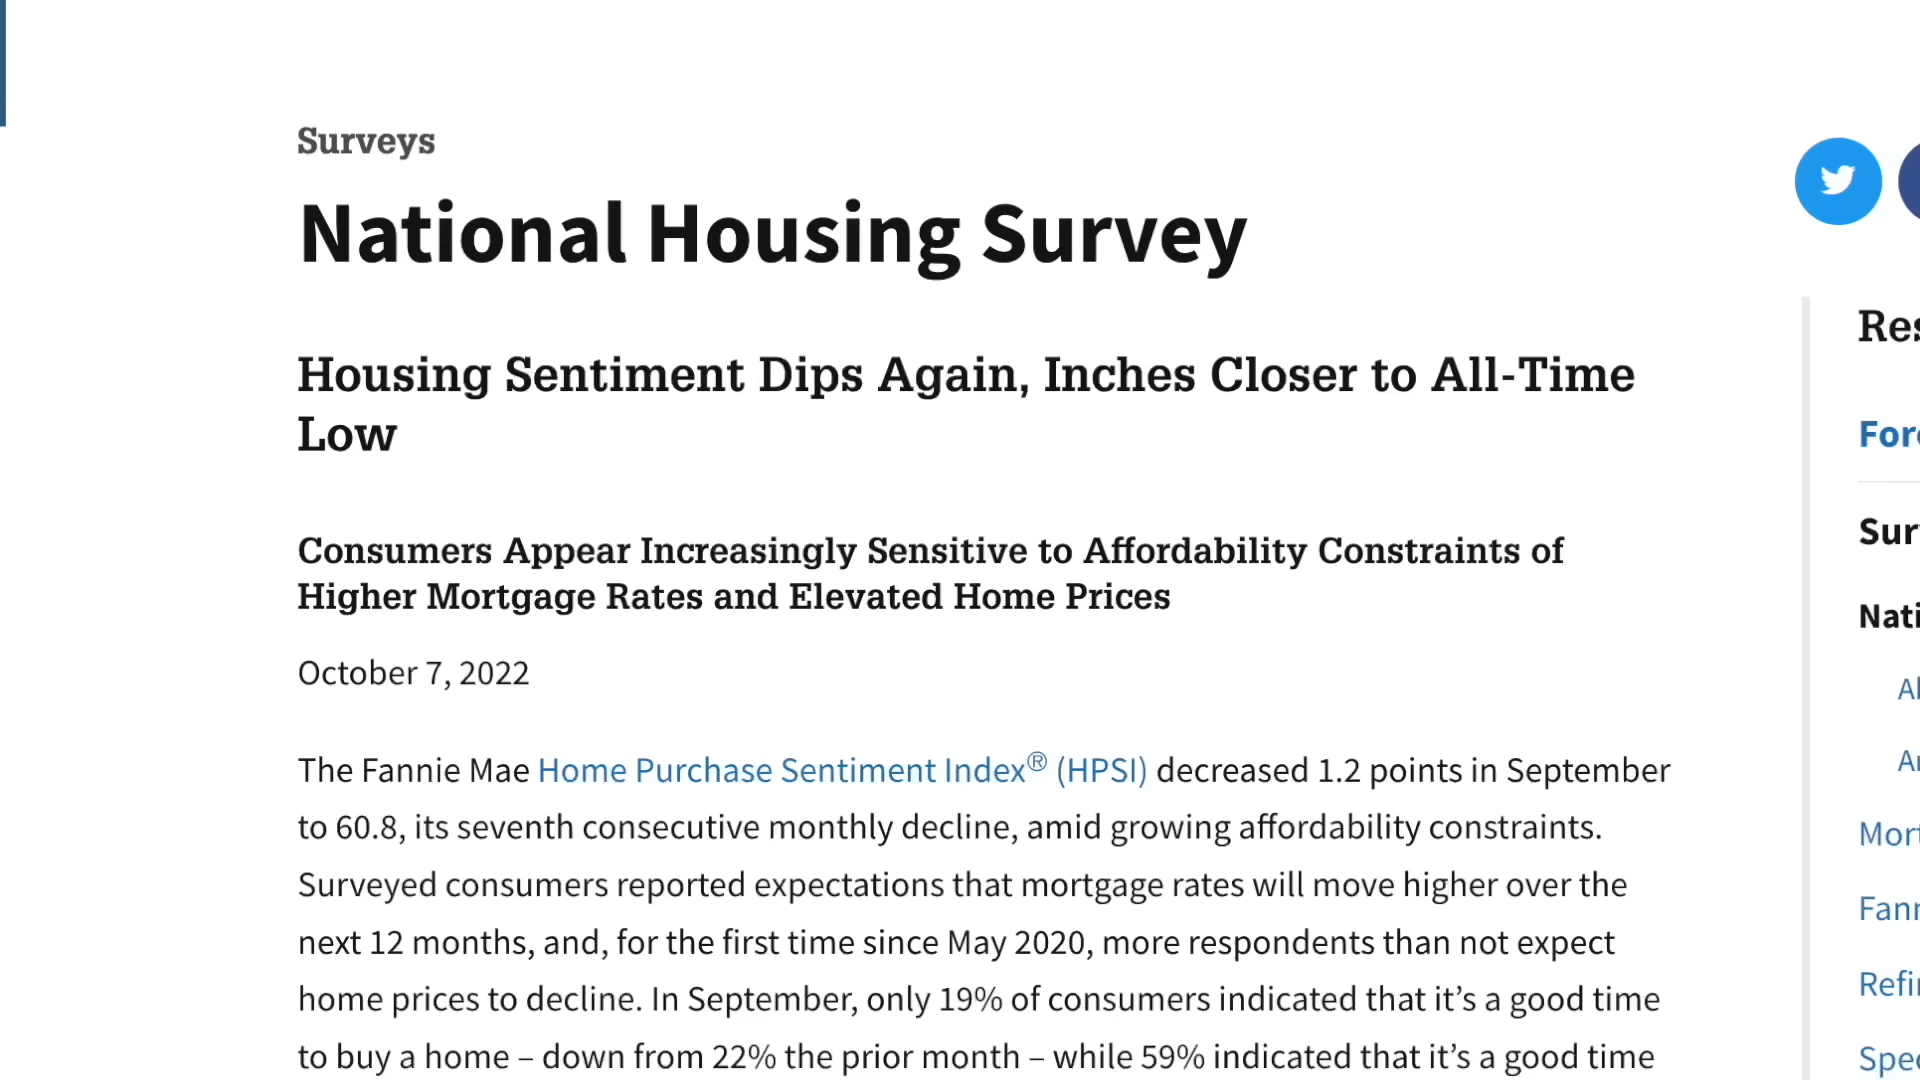 Surveys
National Housing Survey
Housing Sentiment Dips Again, Inches Closer to All-Time
Low
Consumers Appear Increasingly Sensitive to Affordability Constraints of
Higher Mortgage Rates and Elevated Home Prices
October 7, 2022
The Fannie Mae Home Purchase Sentiment Index® (HPSI) decreased 1.2 points in September
to 60.8, its seventh consecutive monthly decline, amid growing affordability constraints.
Surveyed consumers reported expectations that mortgage rates will move higher over the
next 12 months, and, for the first time since May 2020, more respondents than not expect
home prices to decline. In September, only 19% of consumers indicated that it’s a good time
to buy a home – down from 22% the prior month – while 59% indicated that it’s a good time